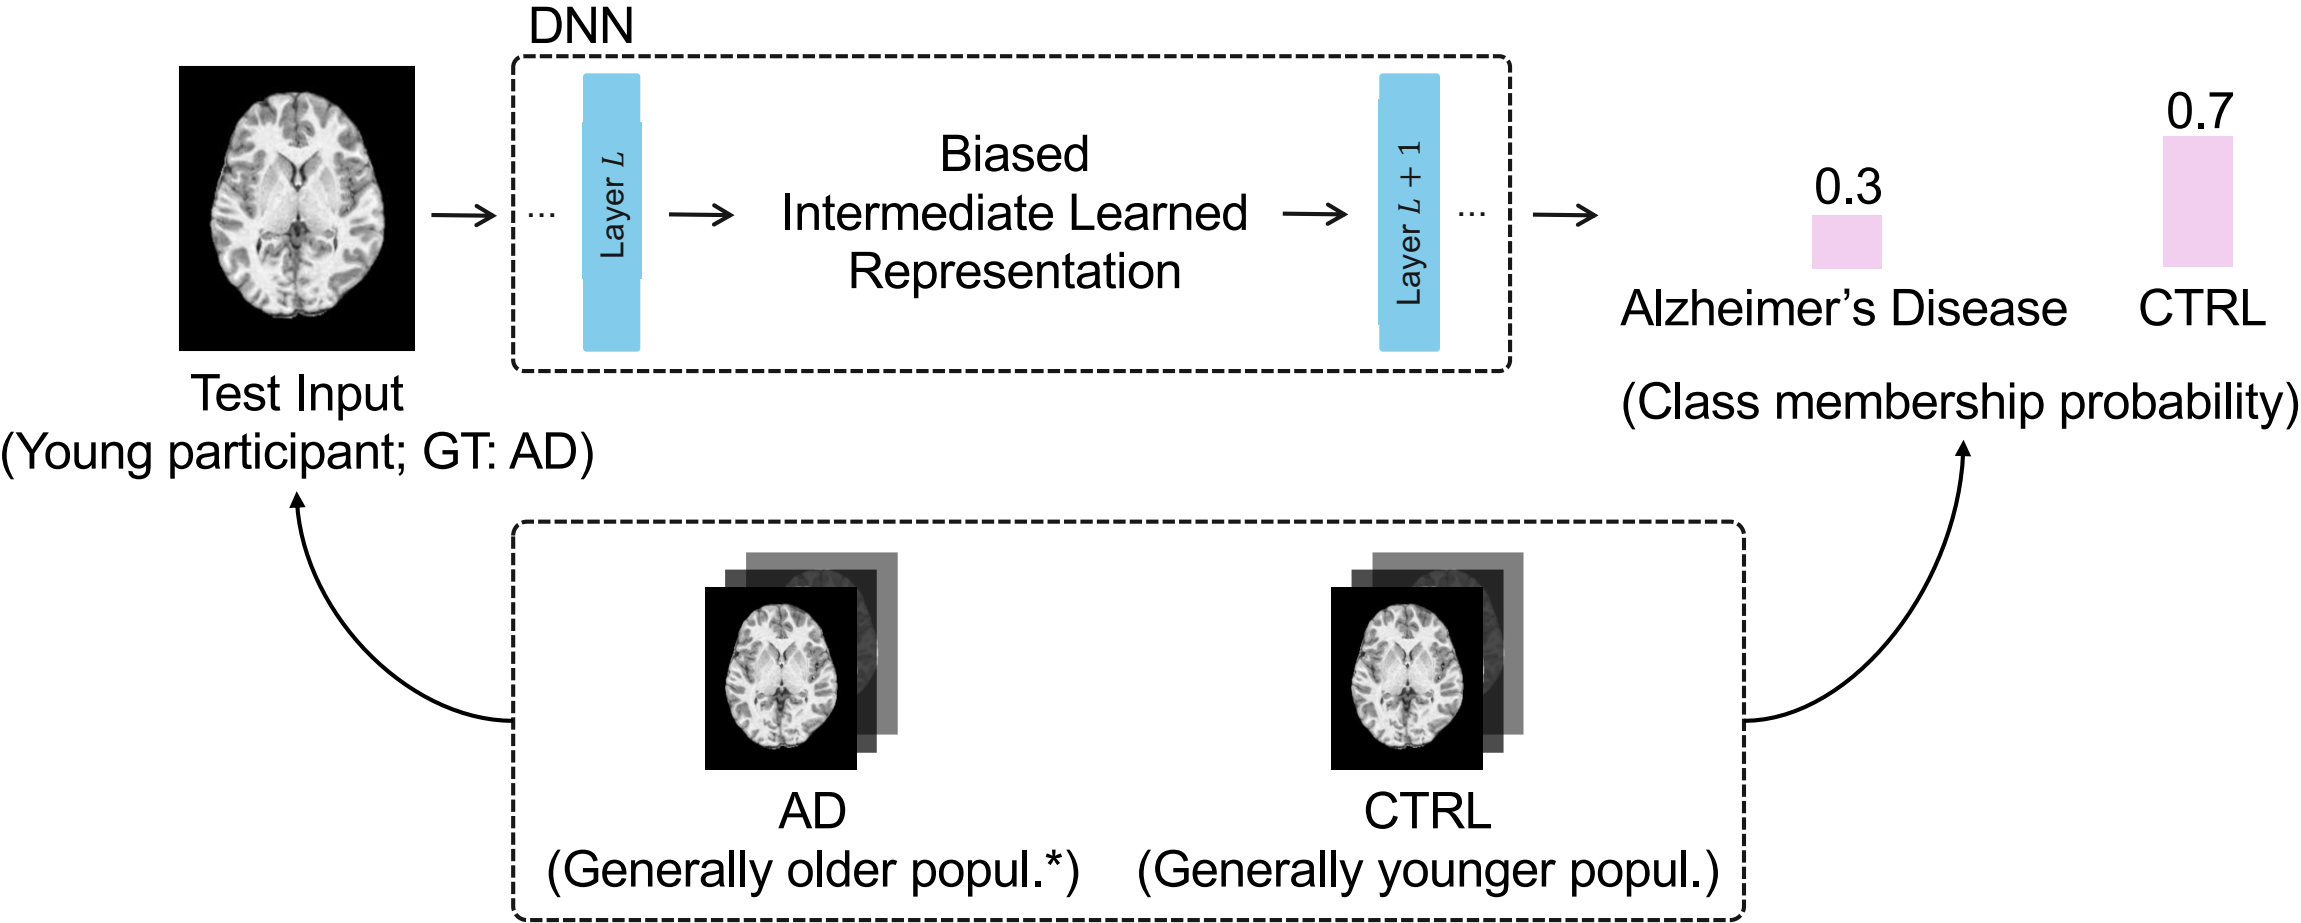 DNN
Layer L
Biased
Intermediate Learned
Representation
Layer L + 1
...
...
0.3
0.7
Alzheimer's Disease
CTRL
(Class membership probability)
Test Input
(Young participant; GT: AD)
AD
(Generally older popul.*)
CTRL
(Generally younger popul.)